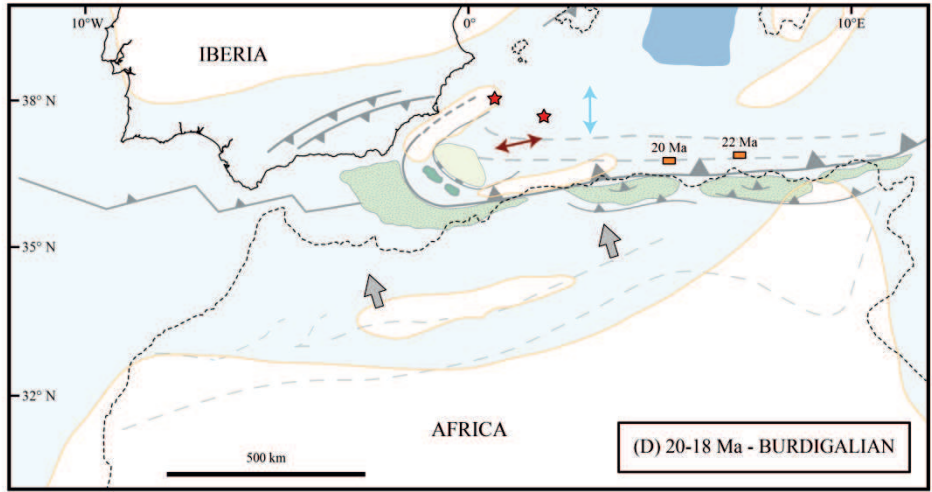 10°W 0° 10°E
IBERIA
38° N
20 Ma 22 Ma
35° N
32° N
AFRICA
500 km
(D) 20-18 Ma - BURDIGALIAN